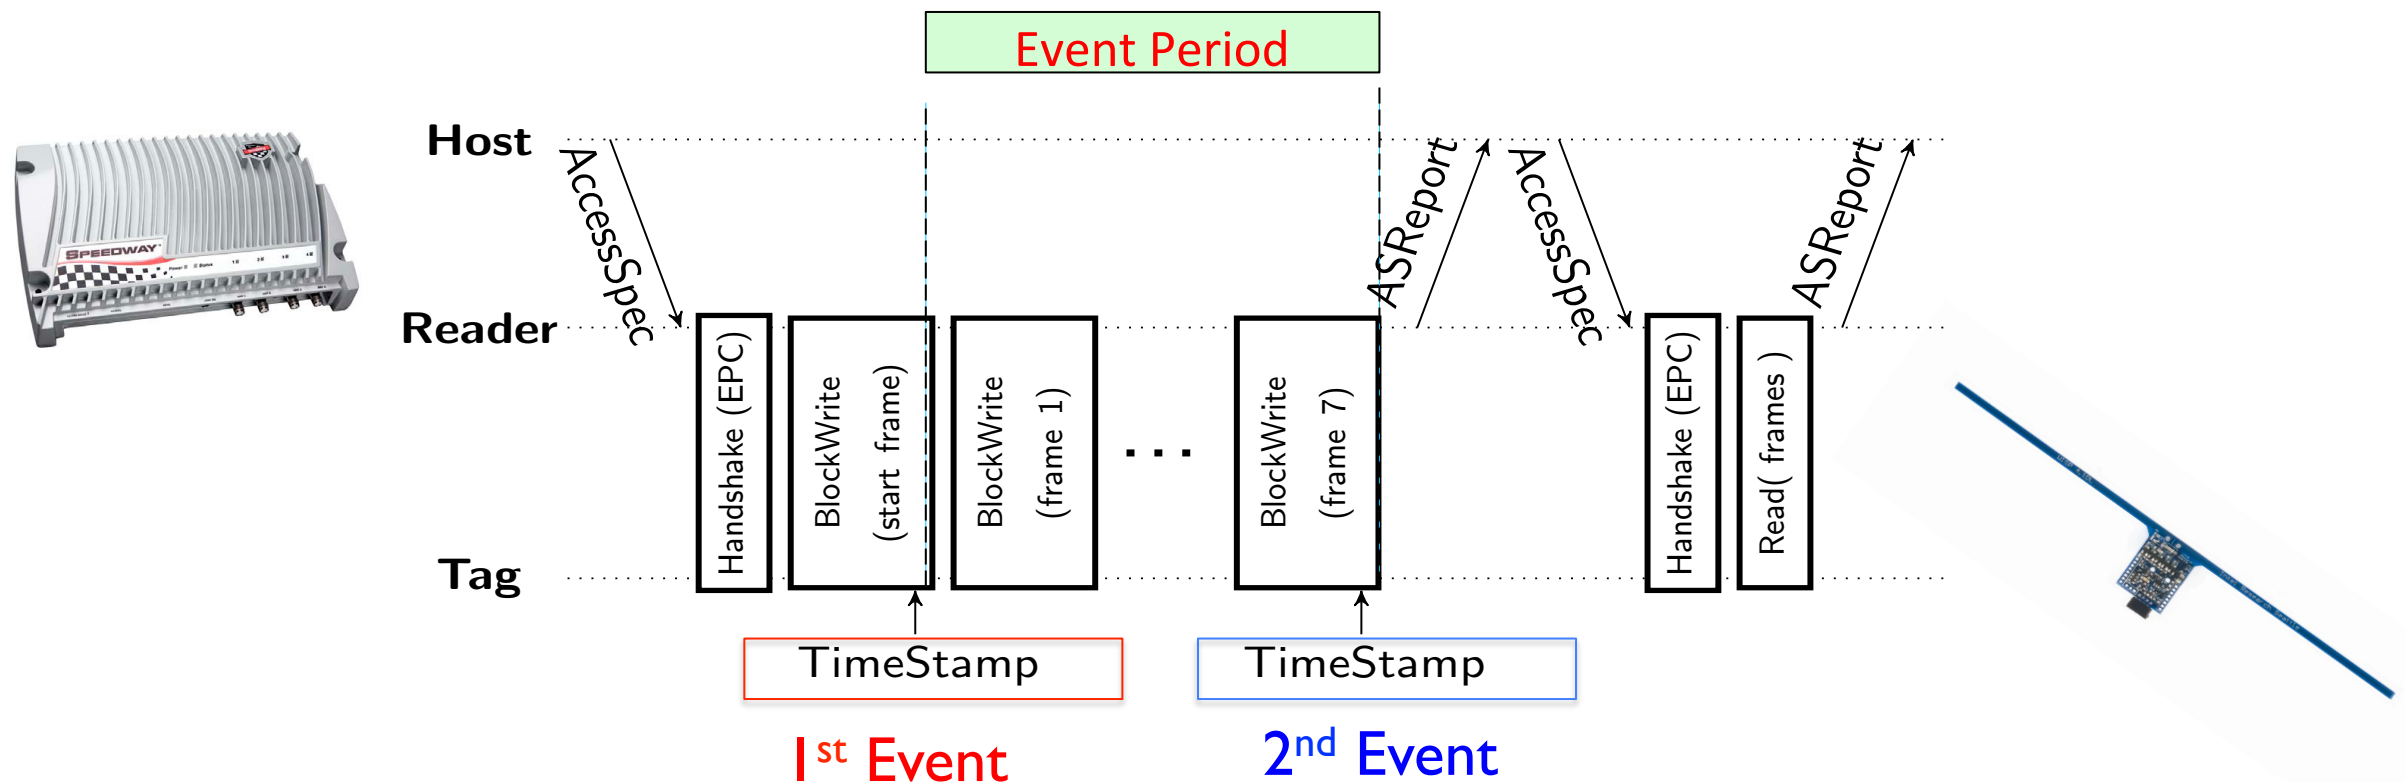 Event Period
Host
AccessSpec
ASReport
AccessSpec
ASReport
SPEEDWAY
Reader
Handshake (EPC)
BlockWrite
(start frame)
BlockWrite
(frame 1)
...
BlockWrite
(frame 7)
Handshake (EPC)
Read( frames)
Tag
TimeStamp
TimeStamp
1st Event
2nd Event